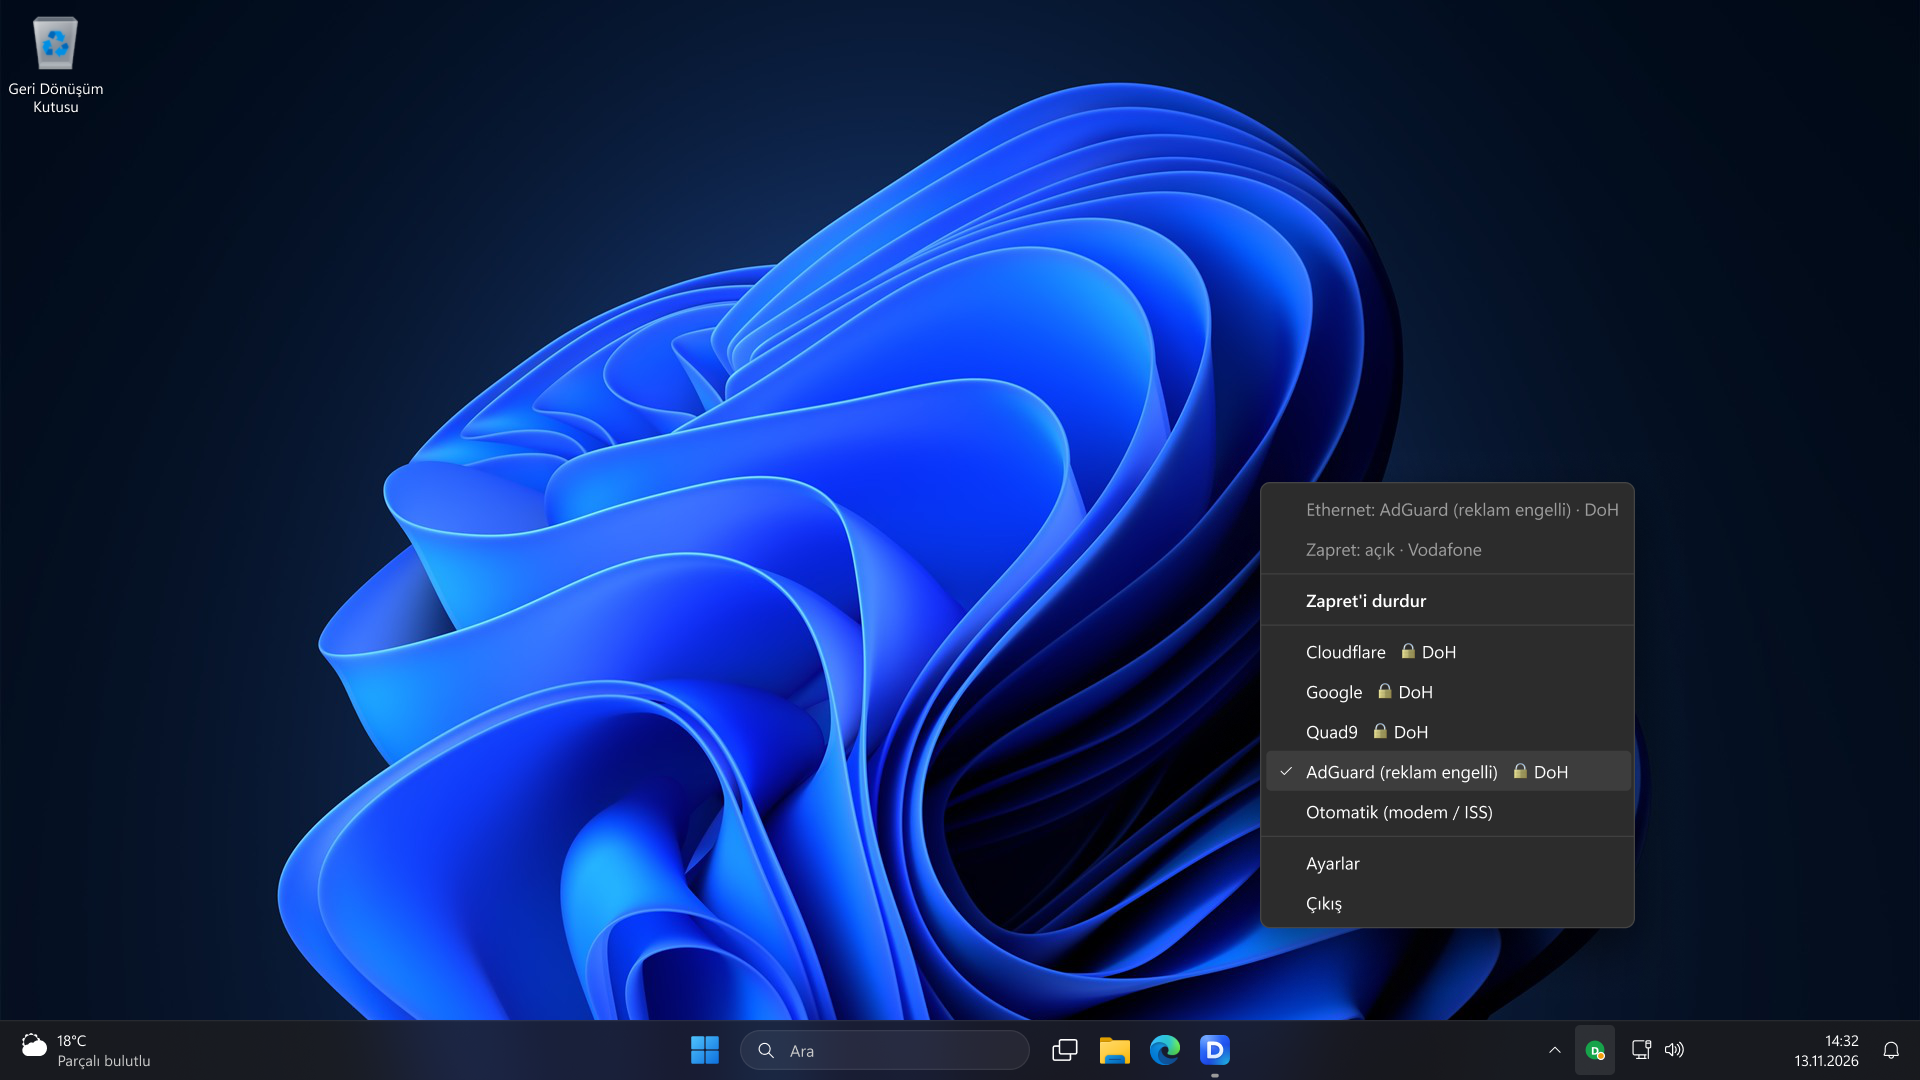 Geri Dönüşüm
Kutusu
Ethernet: AdGuard (reklam engelli) · DoH
Zapret: açık · Vodafone
Zapret'i durdur
Cloudflare 🔒 DoH
Google 🔒 DoH
Quad9 🔒 DoH
✓ AdGuard (reklam engelli) 🔒 DoH
Otomatik (modem / ISS)
Ayarlar
Çıkış
18°C
Parçalı bulutlu
Ara
D
D
14:32
13.11.2026